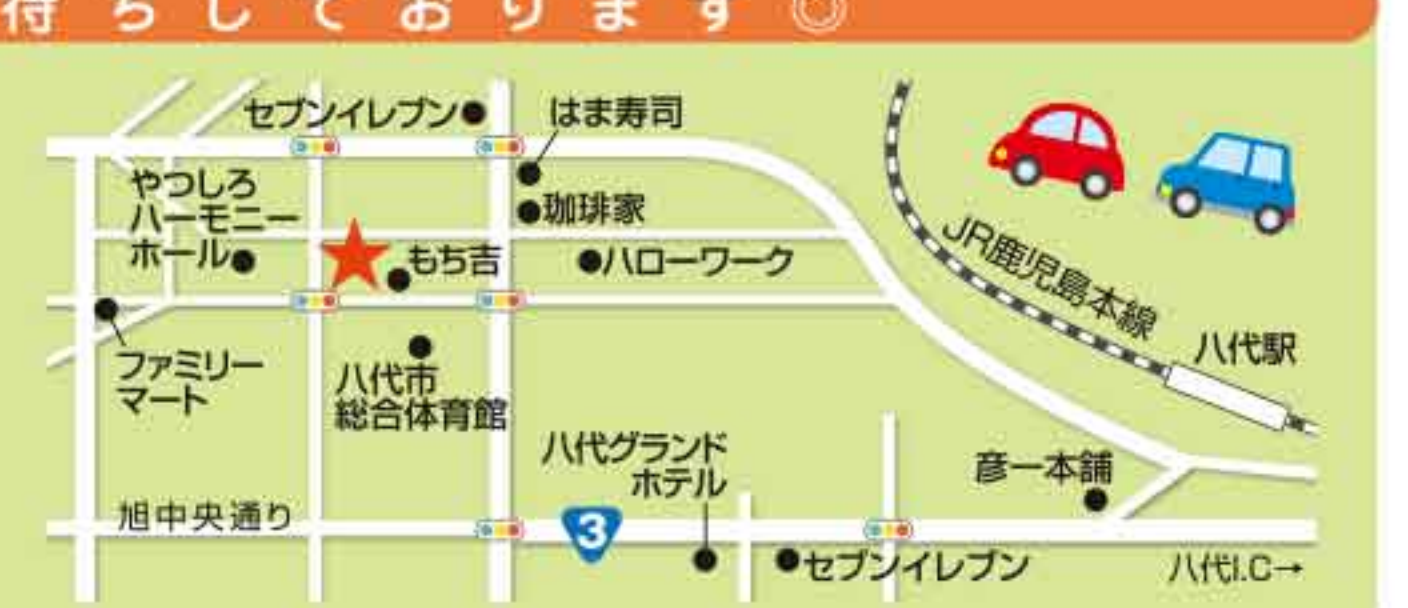 待ちしております◎
セブンイレブン
はま寿司
やつしろ
ハーモニー
ホール
珈琲家
もち吉
ハローワーク
JR鹿児島本線
八代駅
ファミリー
マート
八代市
総合体育館
八代グランド
ホテル
彦一本舗
旭中央通り
3
セブンイレブン
八代I.C→